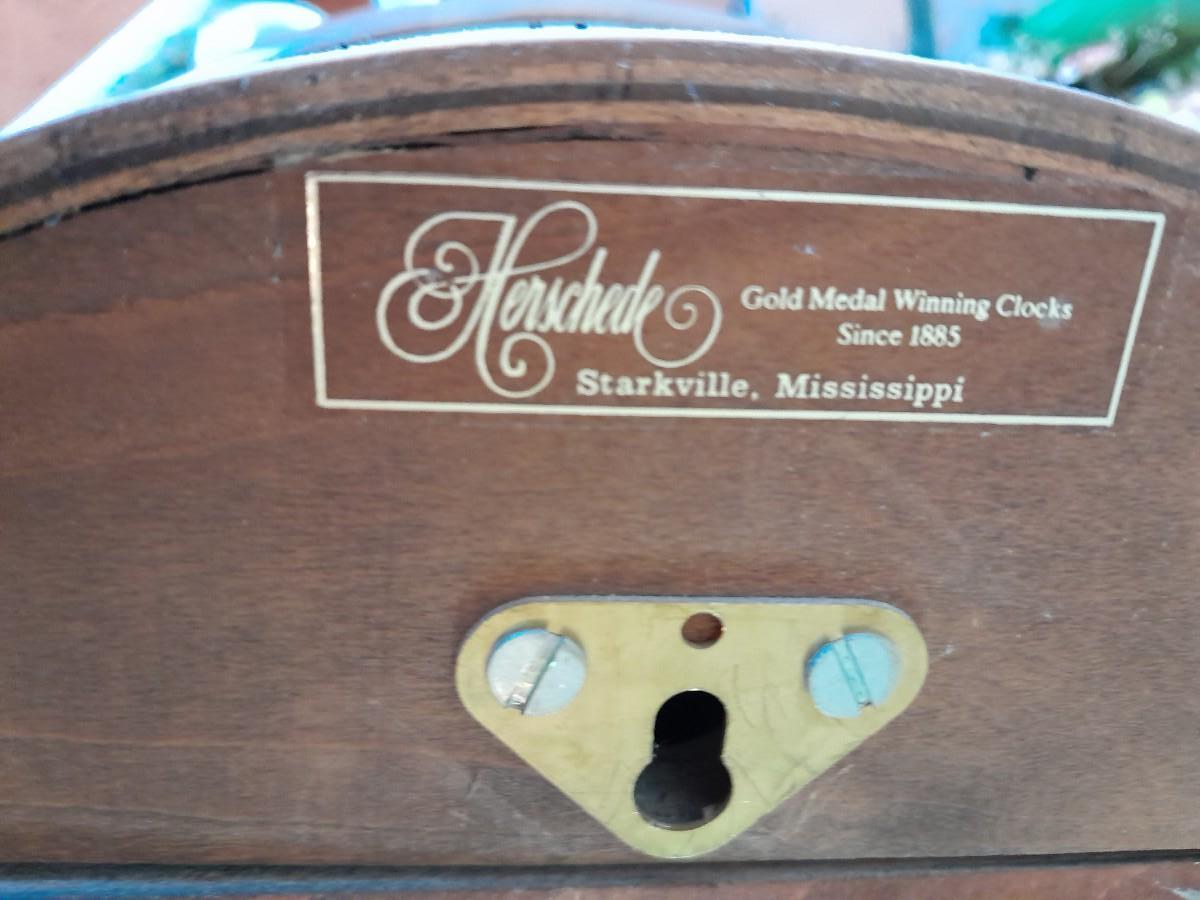 Herschede
Gold Medal Winning Clocks
Since 1885
Starkville, Mississippi